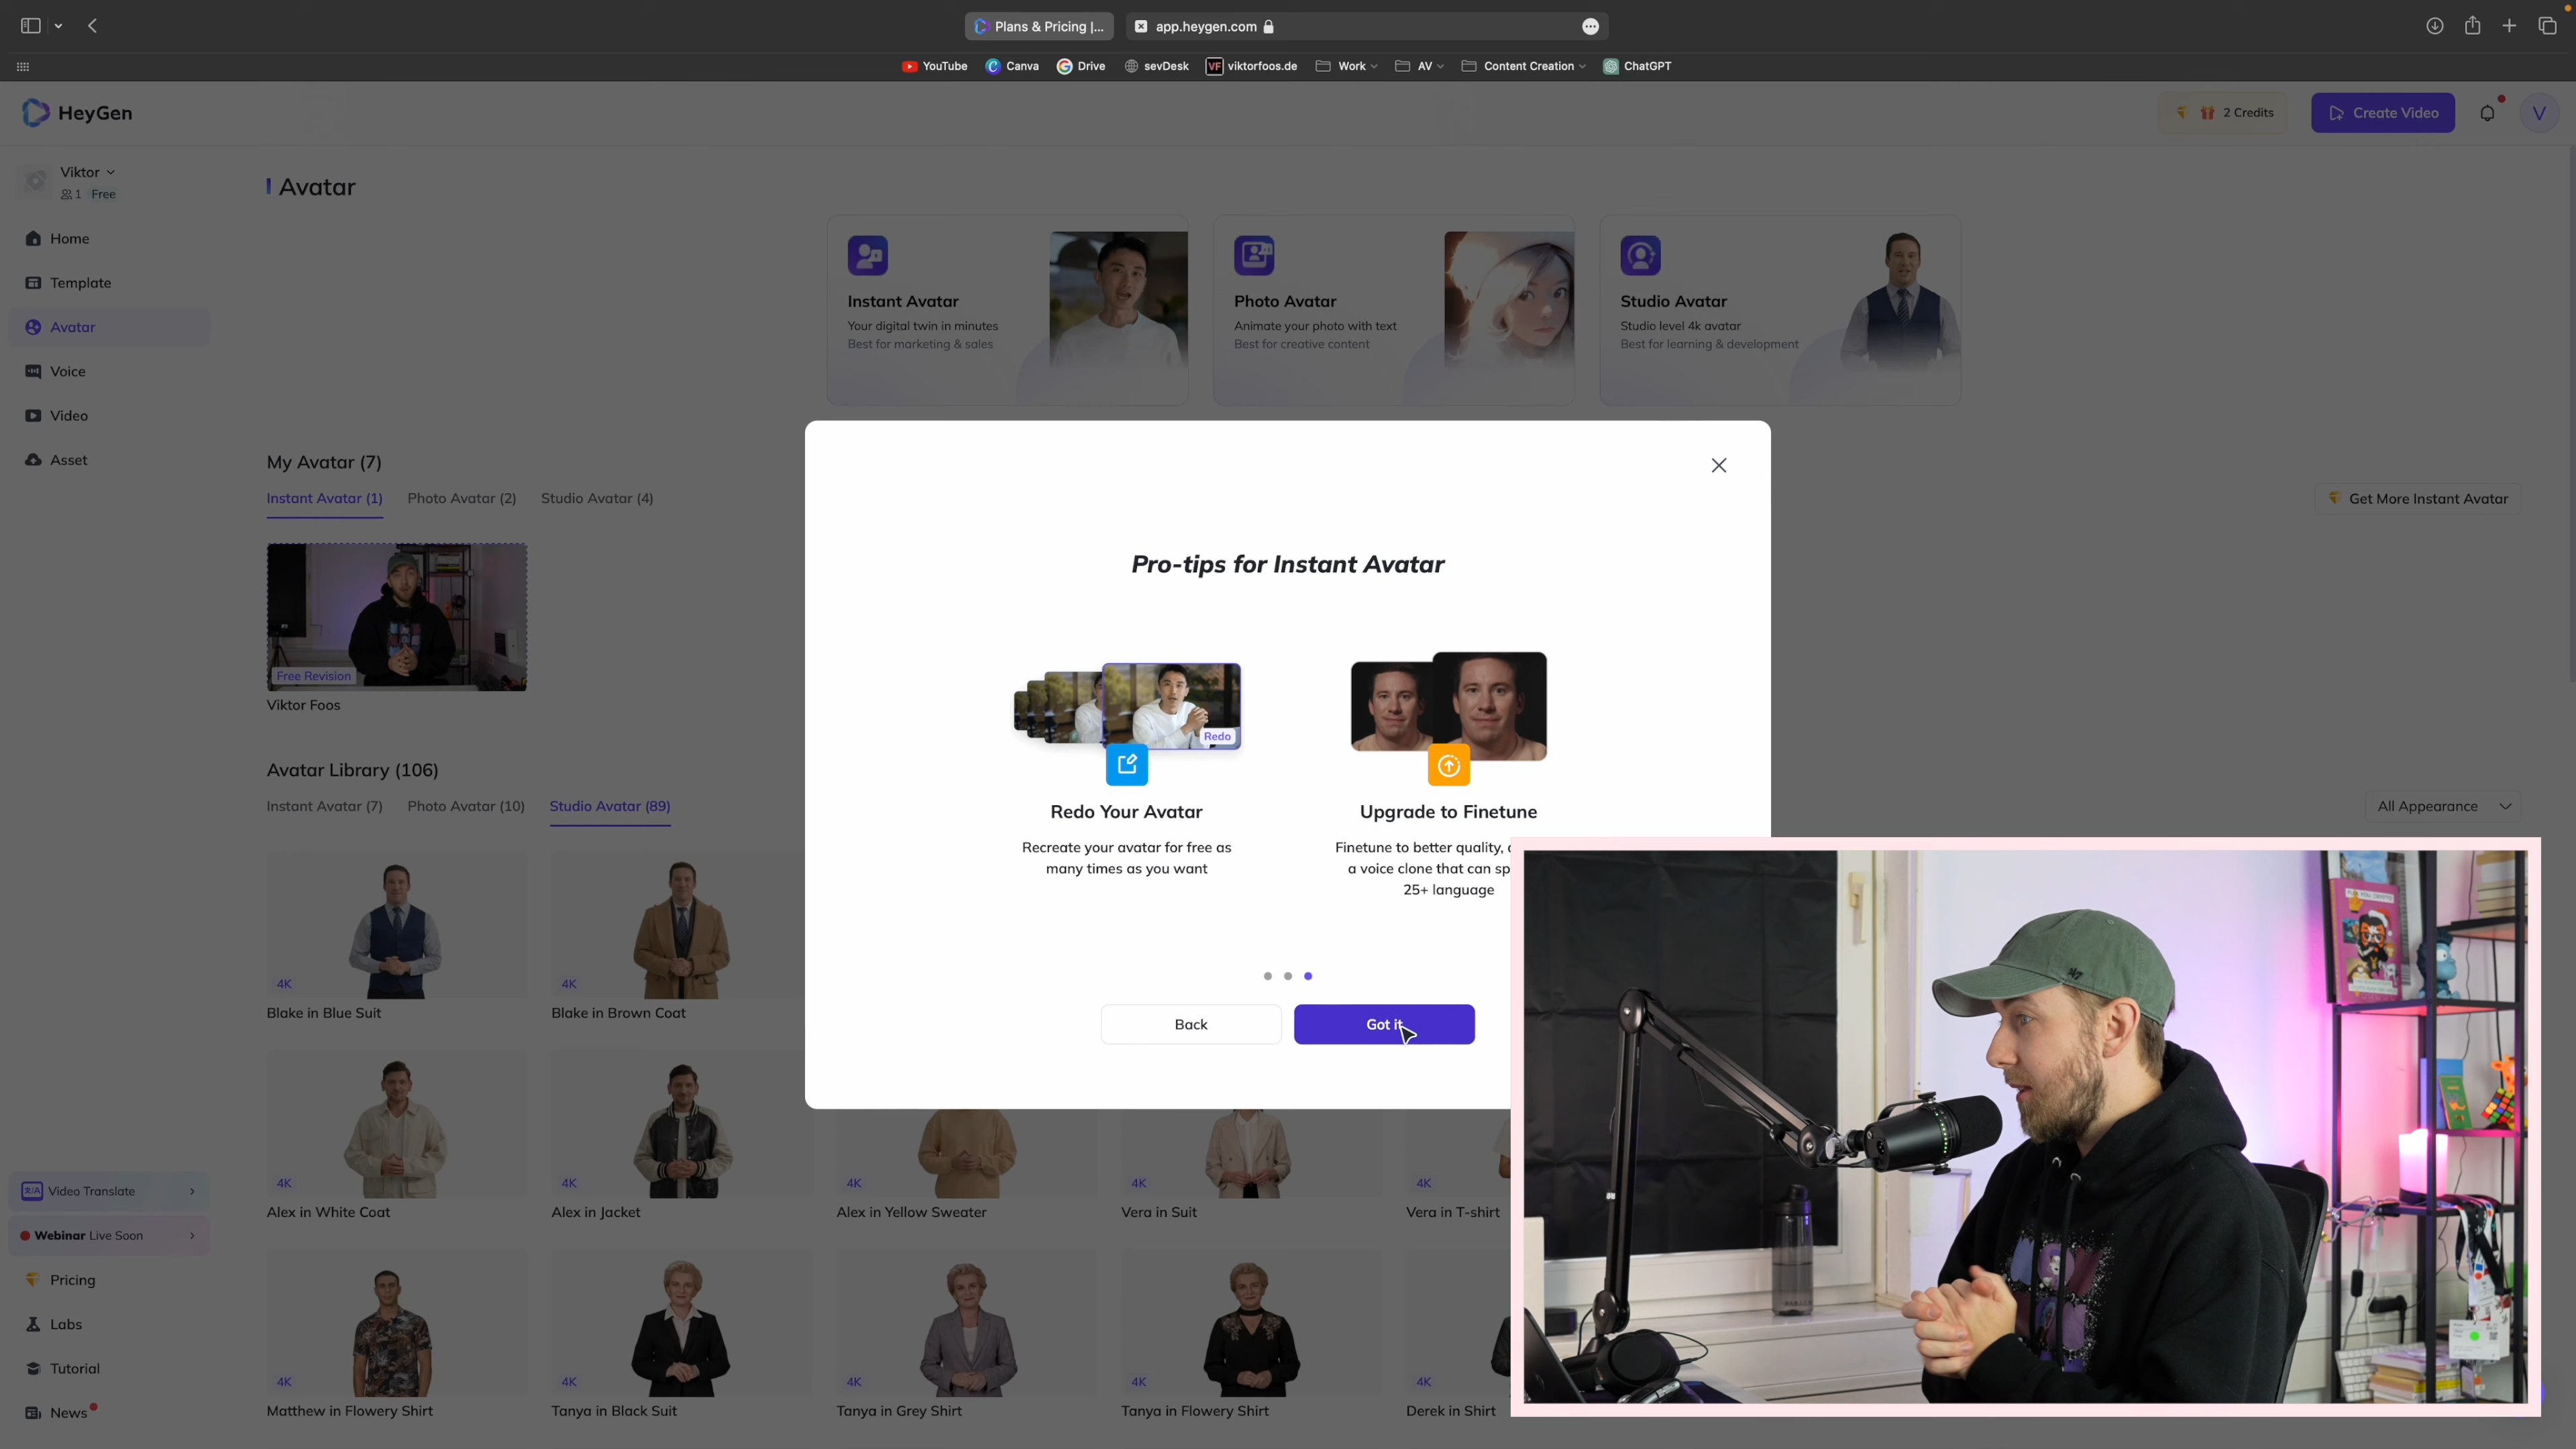 Plans & Pricing |...
app.heygen.com
YouTube
Canva
Drive
sevDesk
VF viktorfoos.de
Work
AV
Content Creation
ChatGPT
HeyGen
2 Credits
Create Video
V
Viktor
1 Free
Home
Template
Avatar
Voice
Video
Asset
Video Translate
Webinar Live Soon
Pricing
Labs
Tutorial
News
Avatar
Instant Avatar
Your digital twin in minutes
Best for marketing & sales
Photo Avatar
Animate your photo with text
Best for creative content
Studio Avatar
Studio level 4k avatar
Best for learning & development
My Avatar (7)
Instant Avatar (1)
Photo Avatar (2)
Studio Avatar (4)
Get More Instant Avatar
Free Revision
Viktor Foos
Avatar Library (106)
Instant Avatar (7)
Photo Avatar (10)
Studio Avatar (89)
All Appearance
4K
Blake in Blue Suit
4K
Blake in Brown Coat
4K
Alex in White Coat
4K
Alex in Jacket
4K
Alex in Yellow Sweater
4K
Vera in Suit
4K
Vera in T-shirt
4K
Matthew in Flowery Shirt
4K
Tanya in Black Suit
4K
Tanya in Grey Shirt
4K
Tanya in Flowery Shirt
4K
Derek in Shirt
Pro-tips for Instant Avatar
Redo
Redo Your Avatar
Recreate your avatar for free as
many times as you want
Upgrade to Finetune
Finetune to better quality,
a voice clone that can sp
25+ language
Back
Got it